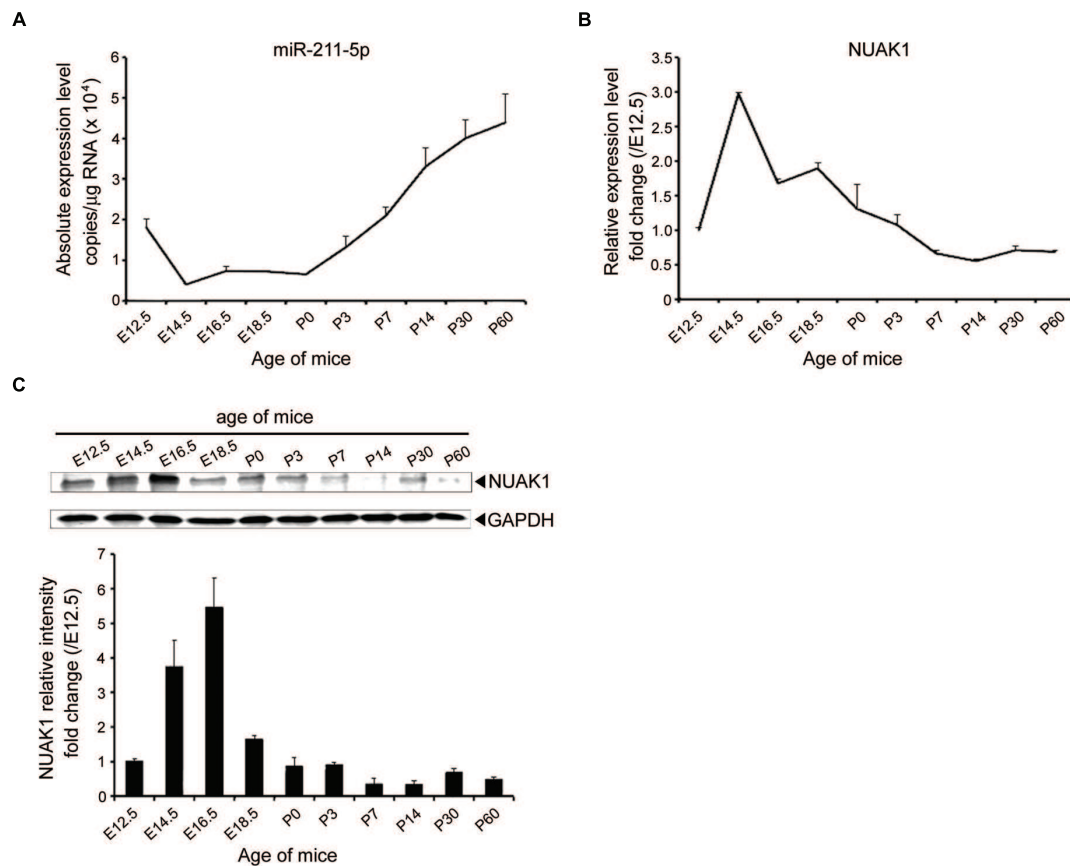 A
miR-211-5p
Absolute expression level
copies/μg RNA (x 10⁴)
6
5
4
3
2
1
0
E12.5
E14.5
E16.5
E18.5
P0
P3
P7
P14
P30
P60
Age of mice
B
NUAK1
Relative expression level
fold change (/E12.5)
3.5
3.0
2.5
2.0
1.5
1.0
0.5
0
E12.5
E14.5
E16.5
E18.5
P0
P3
P7
P14
P30
P60
Age of mice
C
age of mice
E12.5 E14.5 E16.5 E18.5 P0 P3 P7 P14 P30 P60
◄NUAK1
◄GAPDH
NUAK1 relative intensity
fold change (/E12.5)
7
6
5
4
3
2
1
0
E12.5
E14.5
E16.5
E18.5
P0
P3
P7
P14
P30
P60
Age of mice